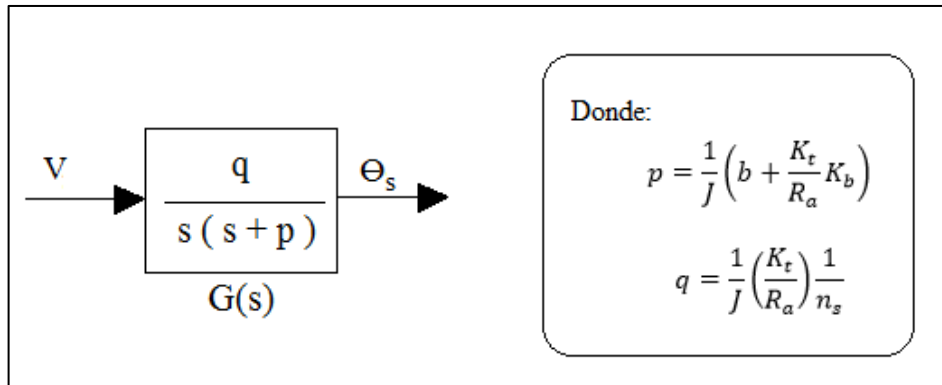 V
q
s ( s + p )
ϴs
G(s)
Donde:
p = 1/J (b + Kt/Ra Kb)
q = 1/J (Kt/Ra) 1/ns